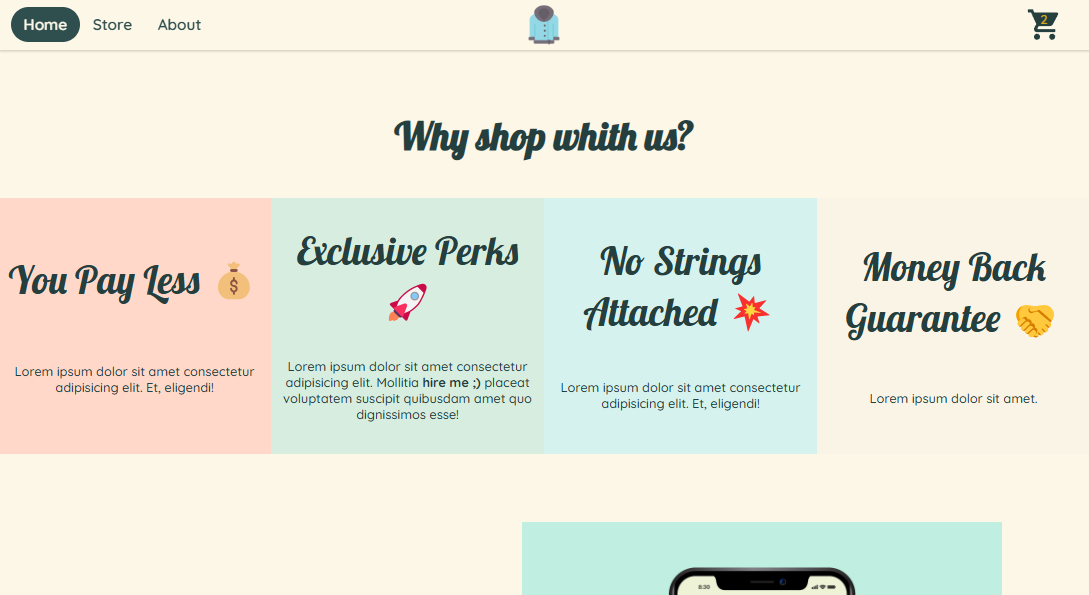 Home Store About
2
Why shop whith us?
You Pay Less
Lorem ipsum dolor sit amet consectetur
adipisicing elit. Et, eligendi!
Exclusive Perks
Lorem ipsum dolor sit amet consectetur
adipisicing elit. Mollitia hire me ;) placeat
voluptatem suscipit quibusdam amet quo
dignissimos esse!
No Strings
Attached
Lorem ipsum dolor sit amet consectetur
adipisicing elit. Et, eligendi!
Money Back
Guarantee
Lorem ipsum dolor sit amet.
8:30